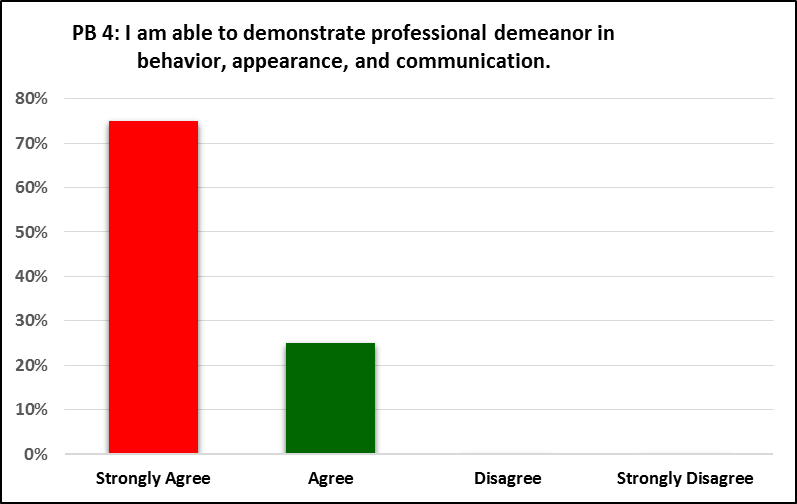 PB 4: I am able to demonstrate professional demeanor in
behavior, appearance, and communication.
80%
70%
60%
50%
40%
30%
20%
10%
0%
Strongly Agree
Agree
Disagree
Strongly Disagree